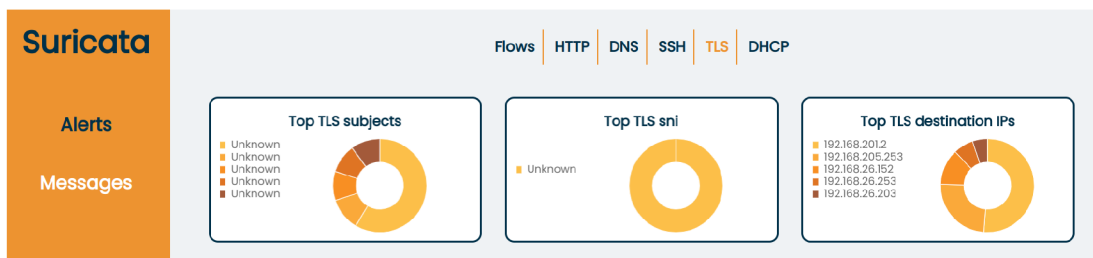 Suricata
Alerts
Messages
Flows HTTP DNS SSH TLS DHCP
Top TLS subjects
Unknown
Unknown
Unknown
Unknown
Unknown
Top TLS sni
Unknown
Top TLS destination IPs
192.168.201.2
192.168.205.253
192.168.26.152
192.168.26.253
192.168.26.203